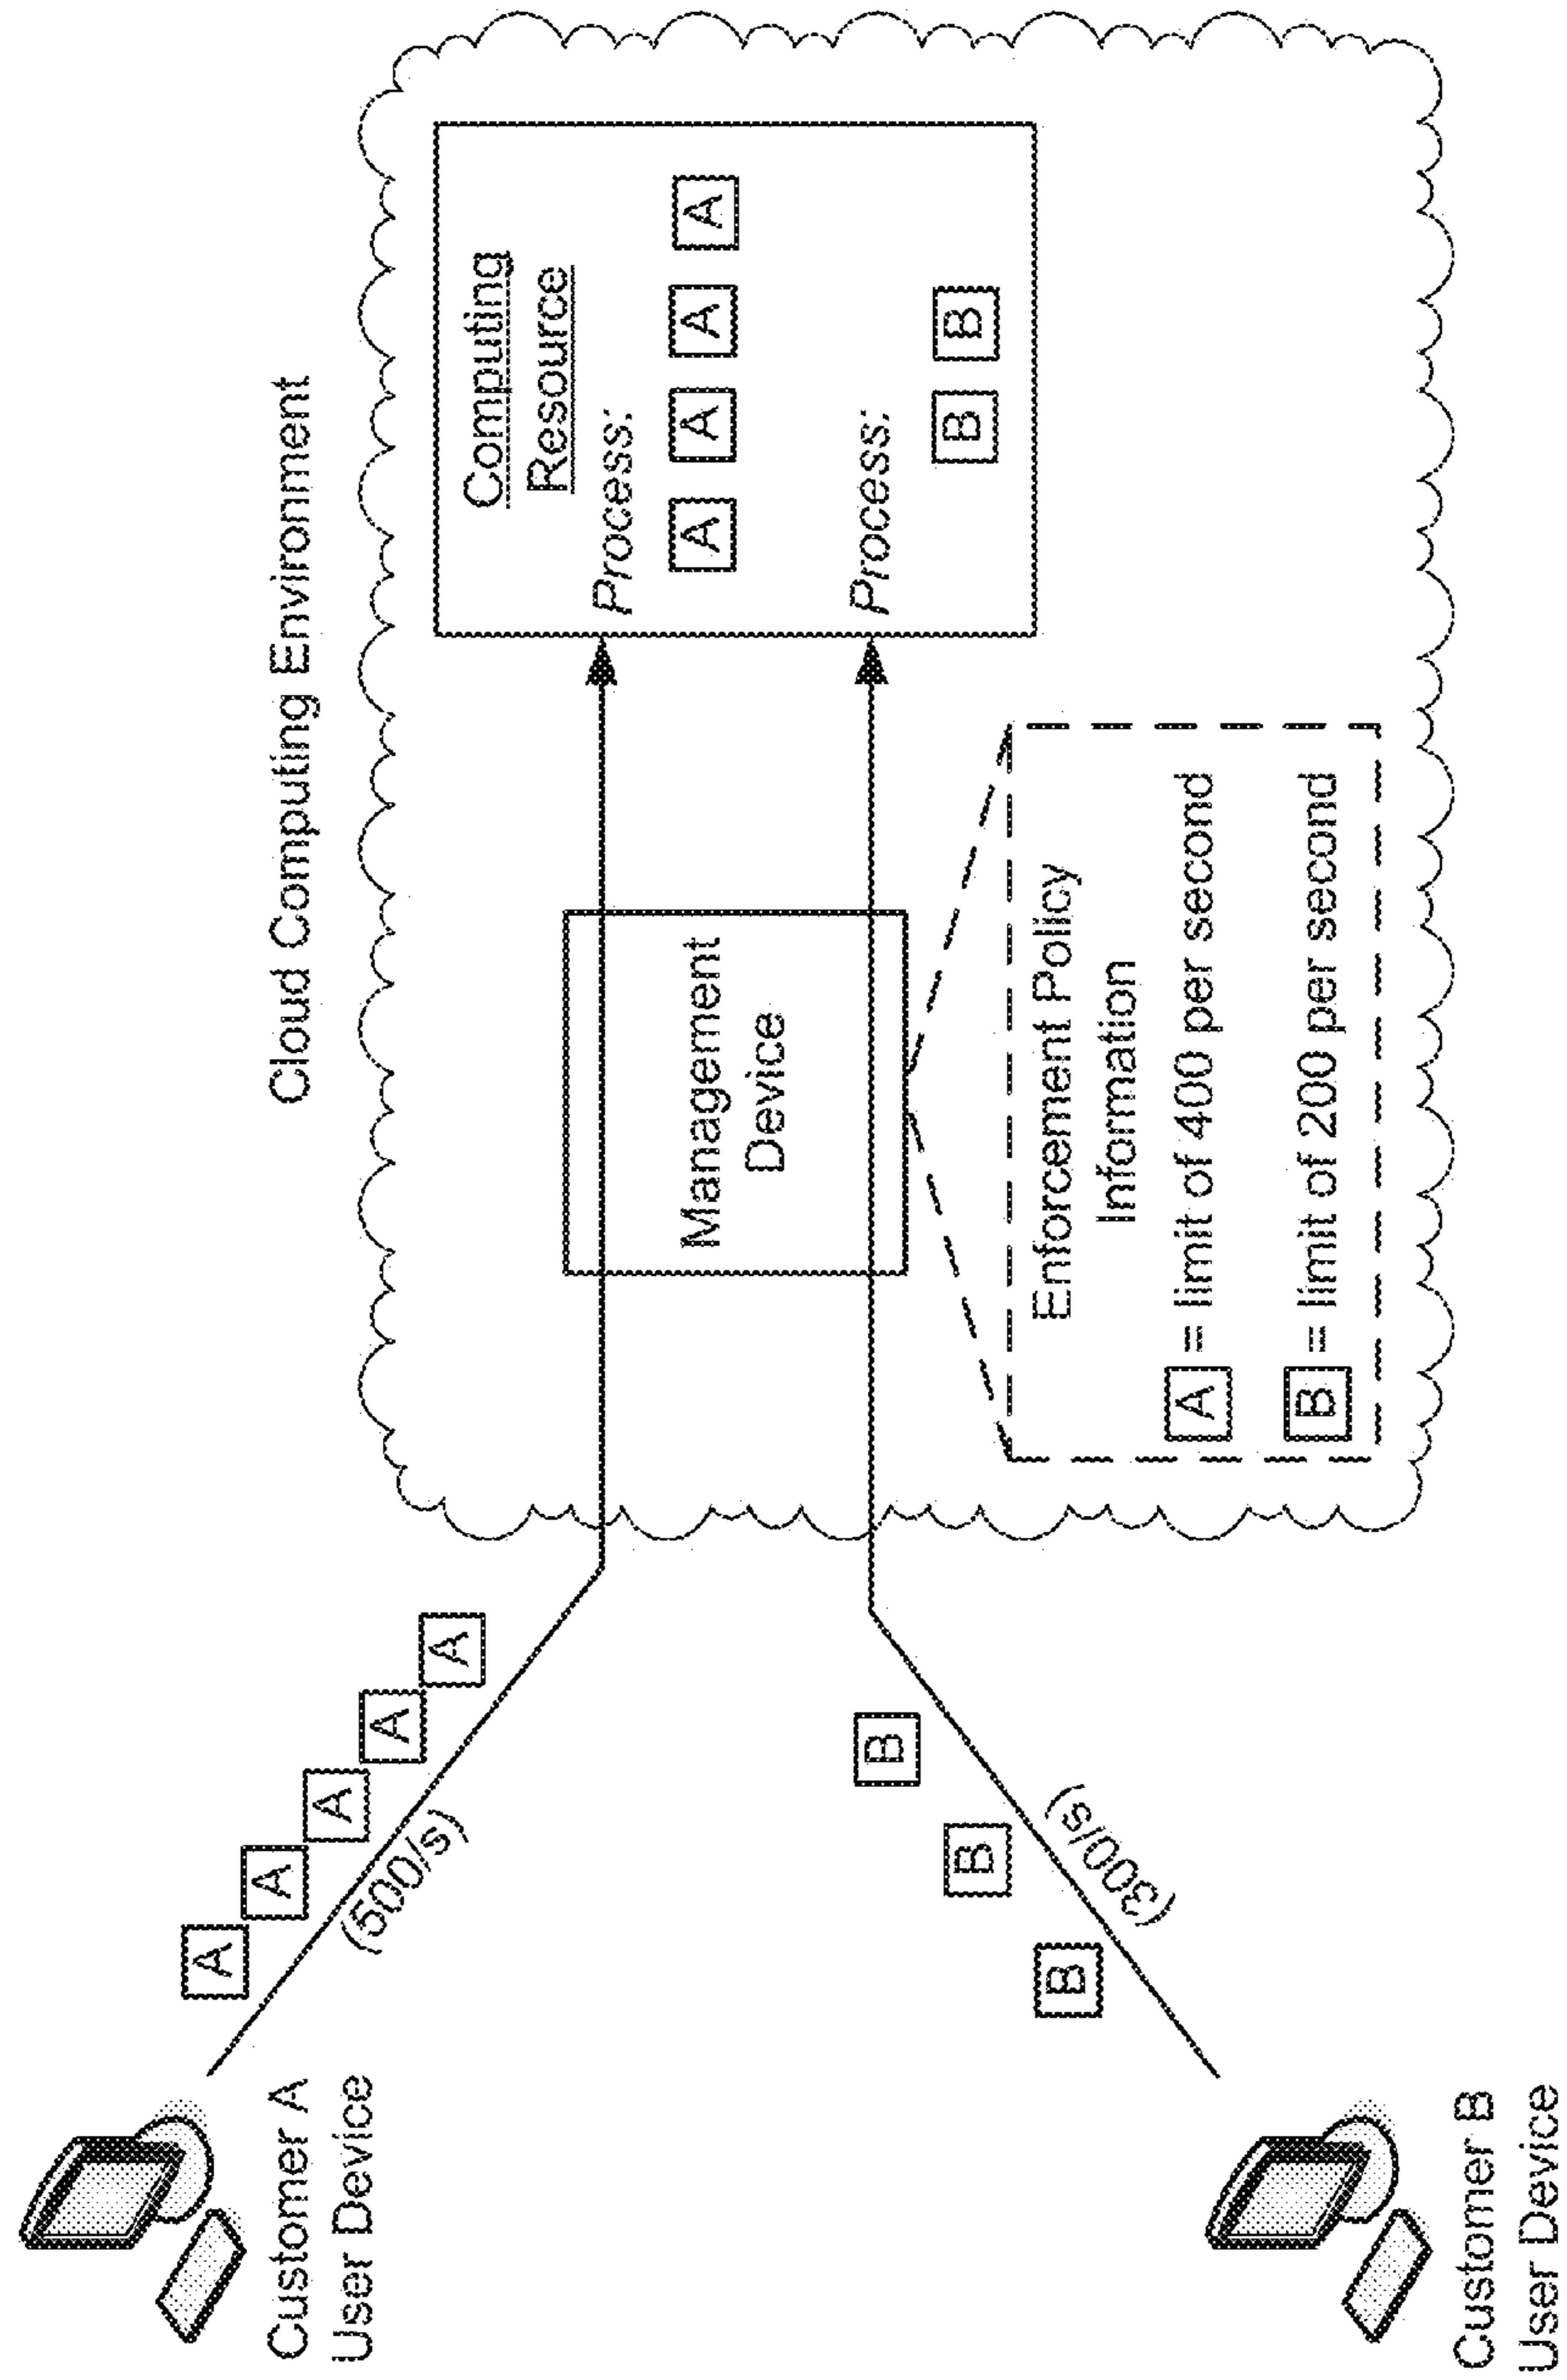 Cloud Computing Environment
Customer A
User Device
A
A
A
A
A
(500/s)
Management
Device
Computing
Resource
Process:
A
A
A
A
Process:
B
B
Customer B
User Device
B
B
B
(300/s)
Enforcement Policy
Information
A = limit of 400 per second
B = limit of 200 per second